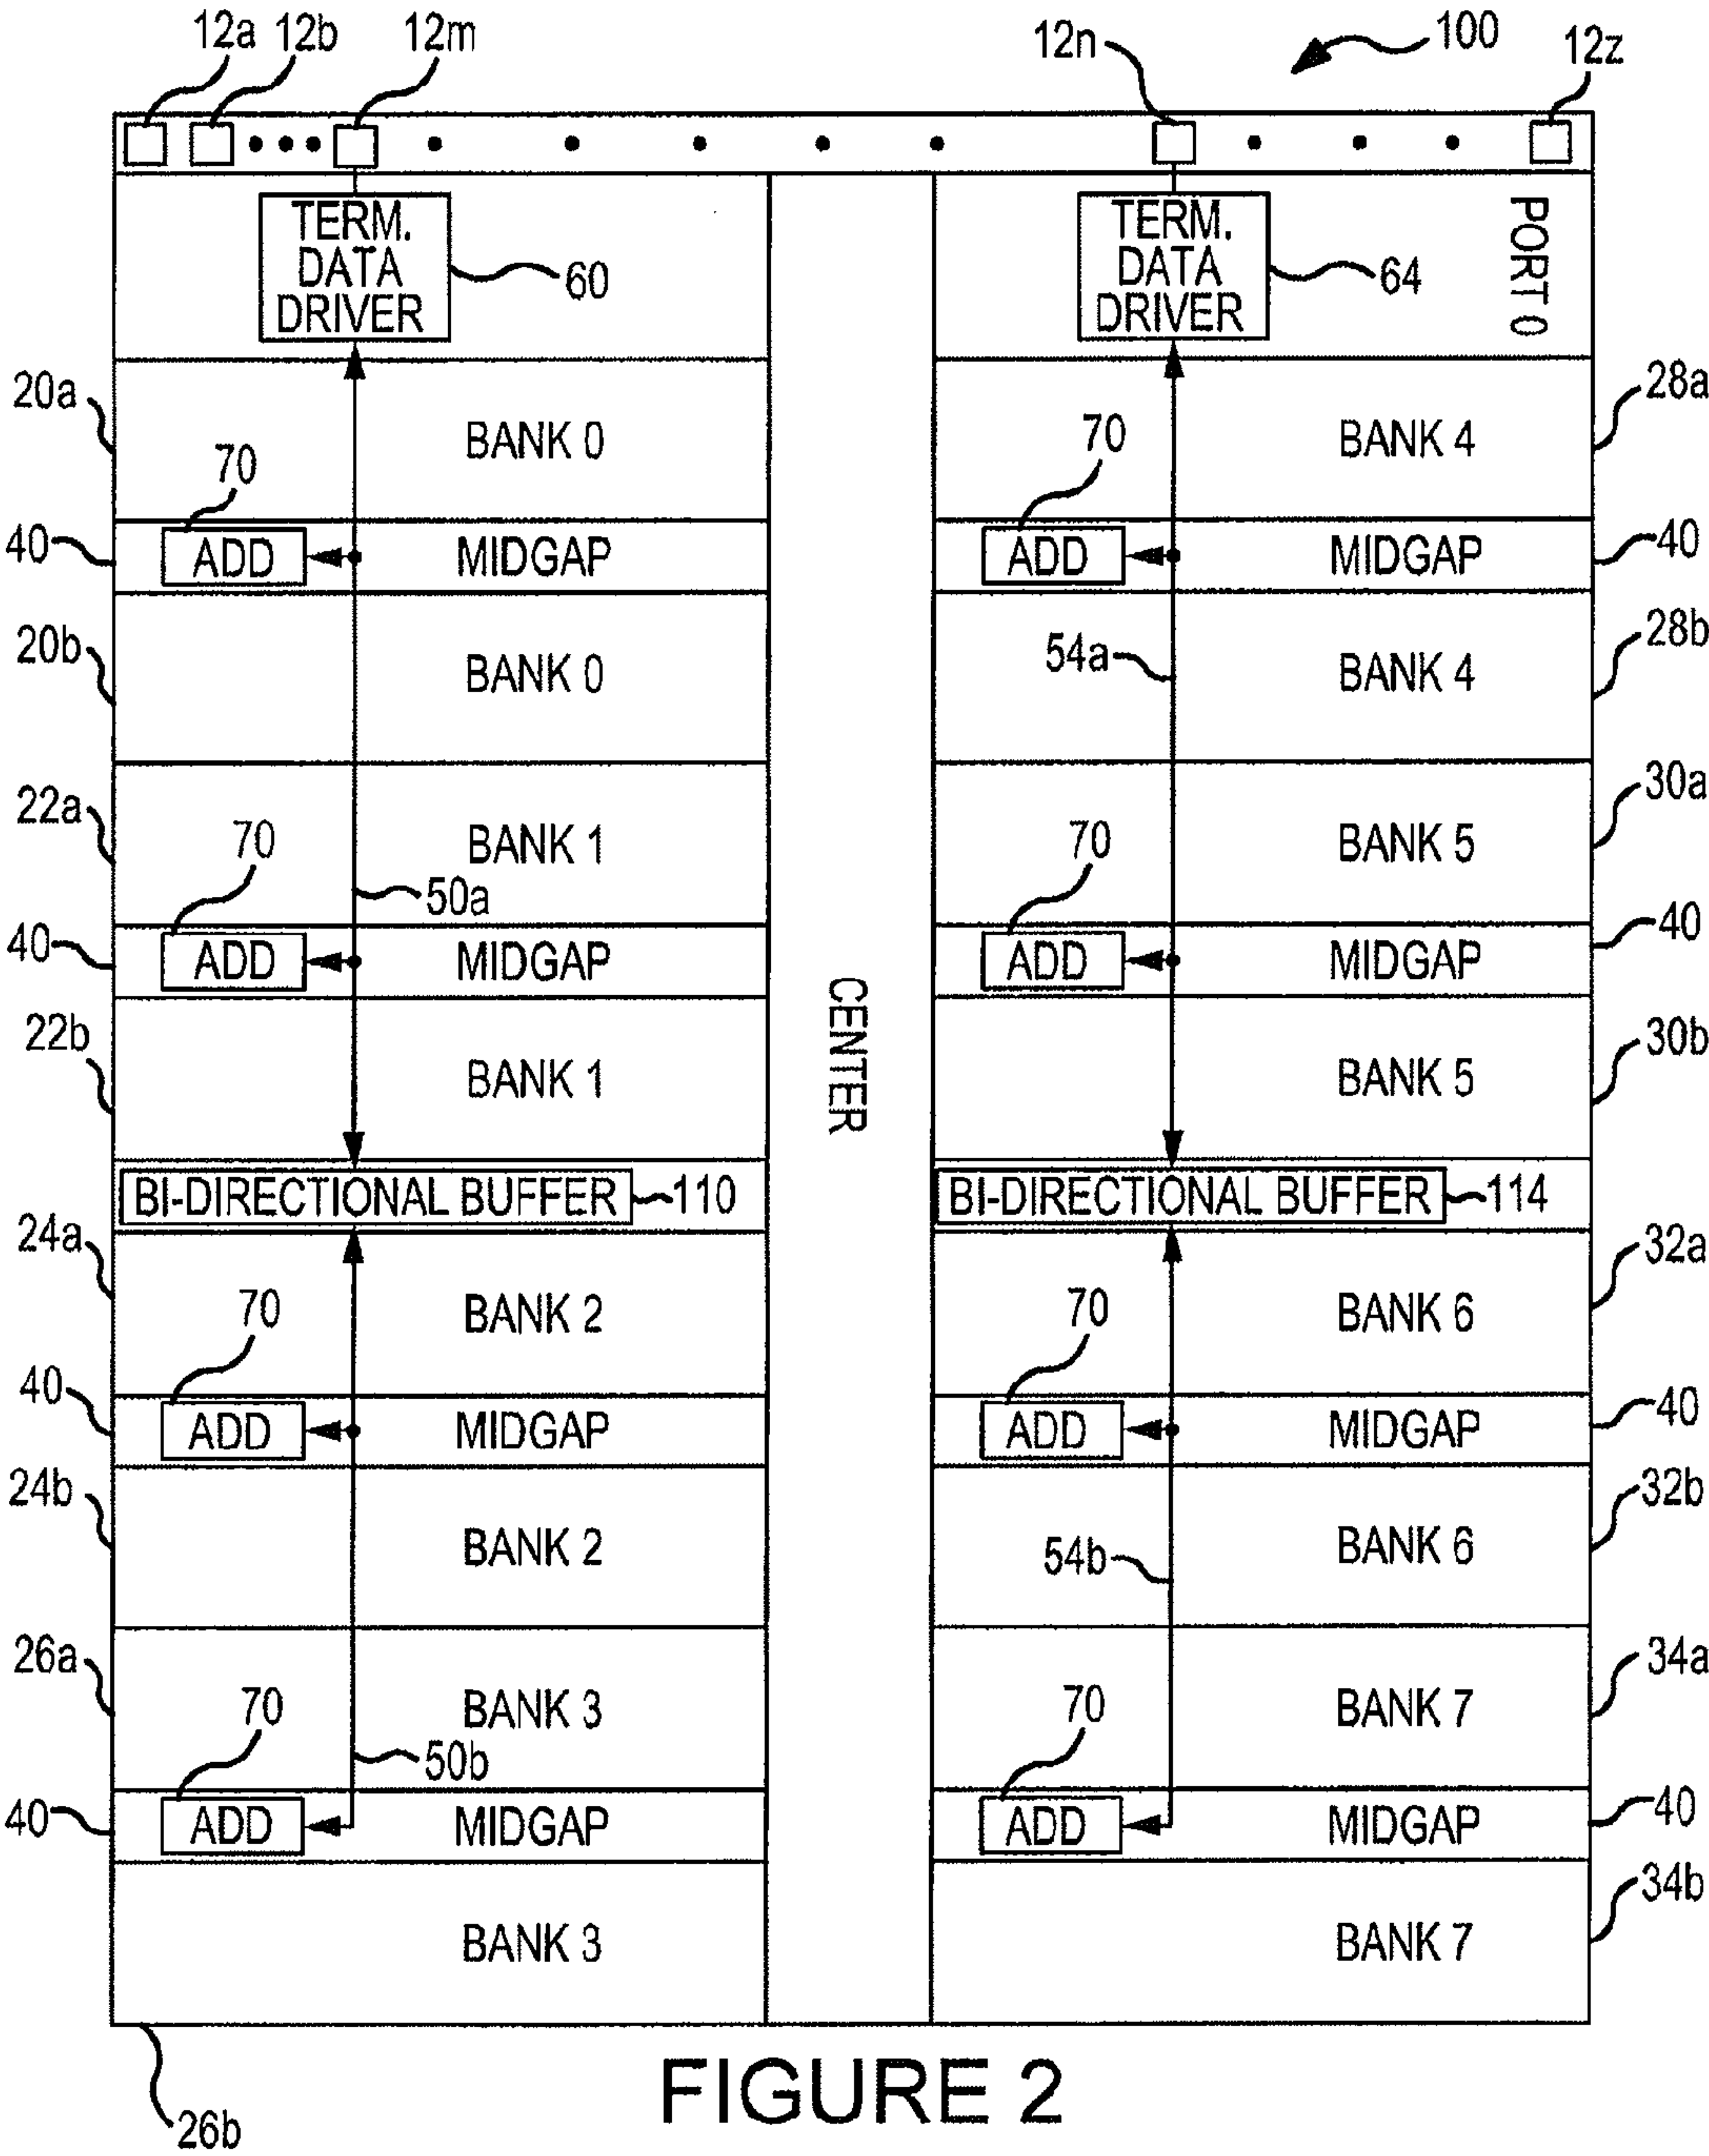 12a 12b 12m 12n 100 12z
TERM. DATA DRIVER 60 TERM. DATA DRIVER 64 PORT 0
20a BANK 0 BANK 4 28a
70 70
40 ADD MIDGAP ADD MIDGAP 40
20b BANK 0 54a BANK 4 28b
22a 70 BANK 1 70 BANK 5 30a
50a
40 ADD MIDGAP ADD MIDGAP 40
CENTER
22b BANK 1 BANK 5 30b
BI-DIRECTIONAL BUFFER 110 BI-DIRECTIONAL BUFFER 114
24a BANK 2 BANK 6 32a
70 70
40 ADD MIDGAP ADD MIDGAP 40
24b BANK 2 54b BANK 6 32b
26a 70 BANK 3 70 BANK 7 34a
50b
40 ADD MIDGAP ADD MIDGAP 40
BANK 3 BANK 7 34b
26b
FIGURE 2